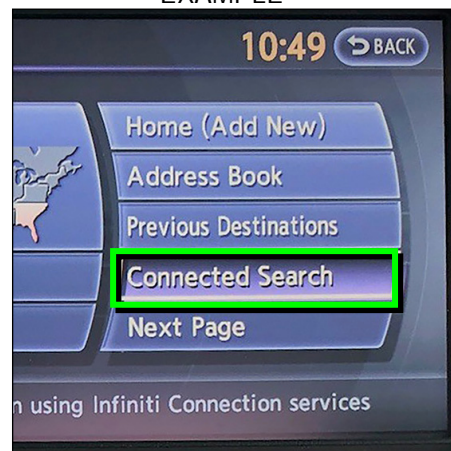 EXAMPLE
10:49 BACK
Home (Add New)
Address Book
Previous Destinations
Connected Search
Next Page
using Infiniti Connection services